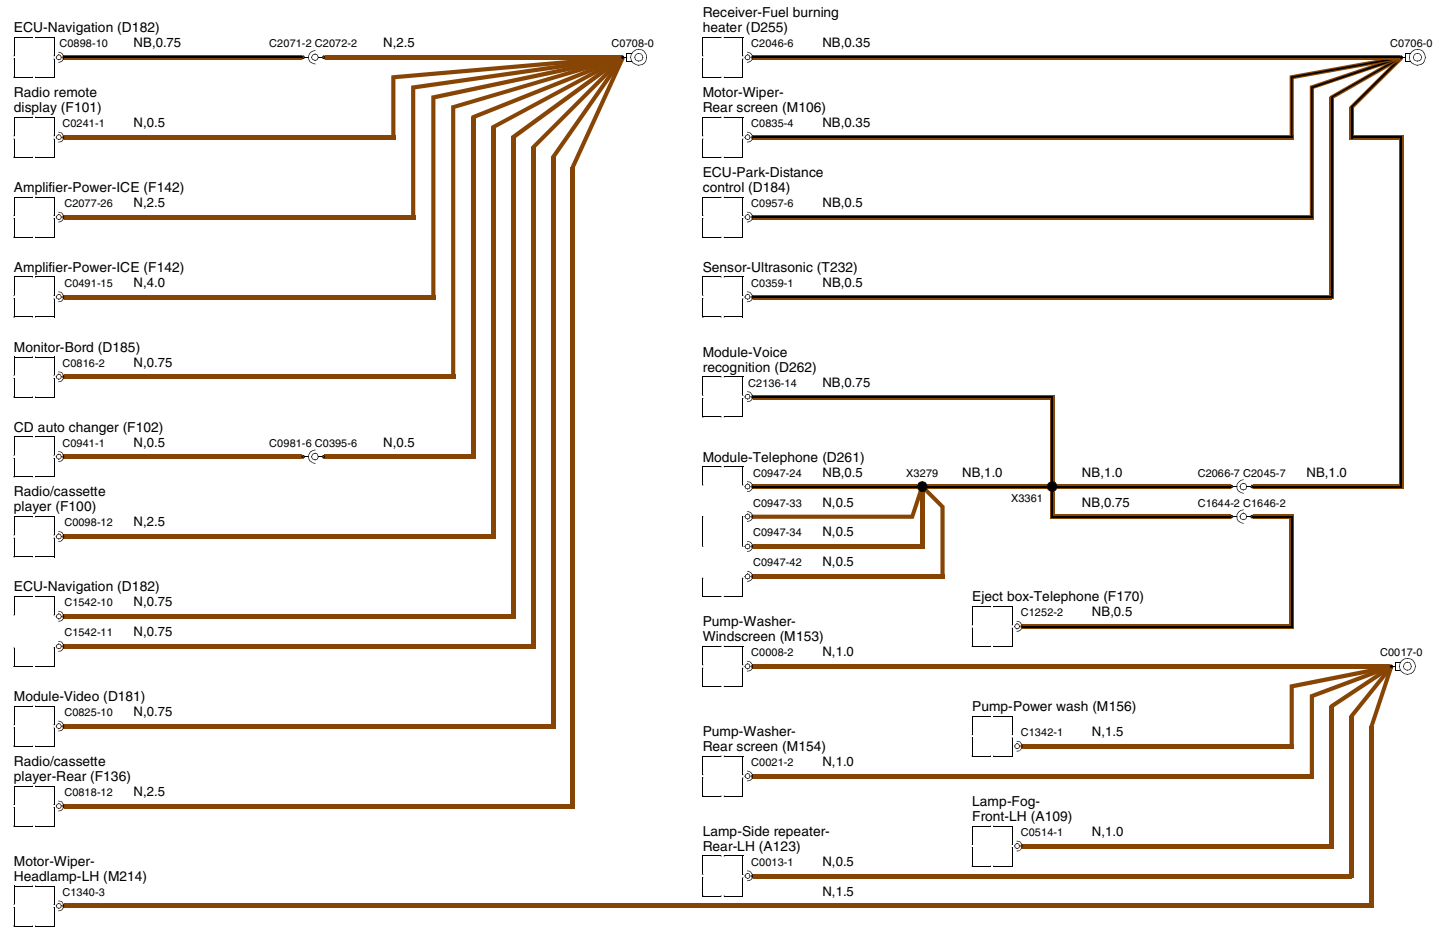 ECU-Navigation (D182)
C0898-10 NB,0.75 C2071-2 C2072-2 N,2.5 C0708-0
Radio remote
display (F101)
C0241-1 N,0.5
Amplifier-Power-ICE (F142)
C2077-26 N,2.5
Amplifier-Power-ICE (F142)
C0491-15 N,4.0
Monitor-Bord (D185)
C0816-2 N,0.75
CD auto changer (F102)
C0941-1 N,0.5 C0981-6 C0395-6 N,0.5
Radio/cassette
player (F100)
C0098-12 N,2.5
ECU-Navigation (D182)
C1542-10 N,0.75
C1542-11 N,0.75
Module-Video (D181)
C0825-10 N,0.75
Radio/cassette
player-Rear (F136)
C0818-12 N,2.5
Motor-Wiper-
Headlamp-LH (M214)
C1340-3
Receiver-Fuel burning
heater (D255)
C2046-6 NB,0.35 C0706-0
Motor-Wiper-
Rear screen (M106)
C0835-4 NB,0.35
ECU-Park-Distance
control (D184)
C0957-6 NB,0.5
Sensor-Ultrasonic (T232)
C0359-1 NB,0.5
Module-Voice
recognition (D262)
C2136-14 NB,0.75
Module-Telephone (D261)
C0947-24 NB,0.5 X3279 NB,1.0 NB,1.0 C2066-7 C2045-7 NB,1.0
X3361
C0947-33 N,0.5 NB,0.75 C1644-2 C1646-2
C0947-34 N,0.5
C0947-42 N,0.5
Eject box-Telephone (F170)
C1252-2 NB,0.5
Pump-Washer-
Windscreen (M153)
C0008-2 N,1.0 C0017-0
Pump-Power wash (M156)
C1342-1 N,1.5
Pump-Washer-
Rear screen (M154)
C0021-2 N,1.0
Lamp-Fog-
Front-LH (A109)
C0514-1 N,1.0
Lamp-Side repeater-
Rear-LH (A123)
C0013-1 N,0.5
N,1.5